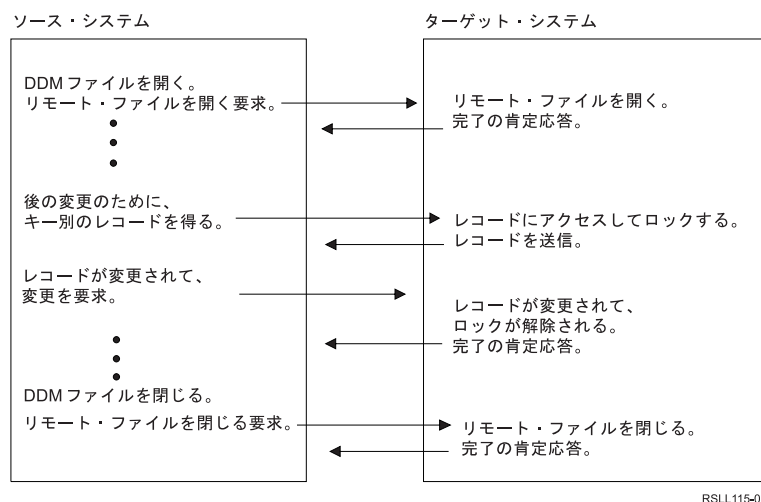 ソース・システム
ターゲット・システム
DDM ファイルを開く。
リモート・ファイルを開く要求。
リモート・ファイルを開く。
完了の肯定応答。
後の変更のために、
キー別のレコードを得る。
レコードにアクセスしてロックする。
レコードを送信。
レコードが変更されて、
変更を要求。
レコードが変更されて、
ロックが解除される。
完了の肯定応答。
DDM ファイルを閉じる。
リモート・ファイルを閉じる要求。
リモート・ファイルを閉じる。
完了の肯定応答。
RSLL115-0